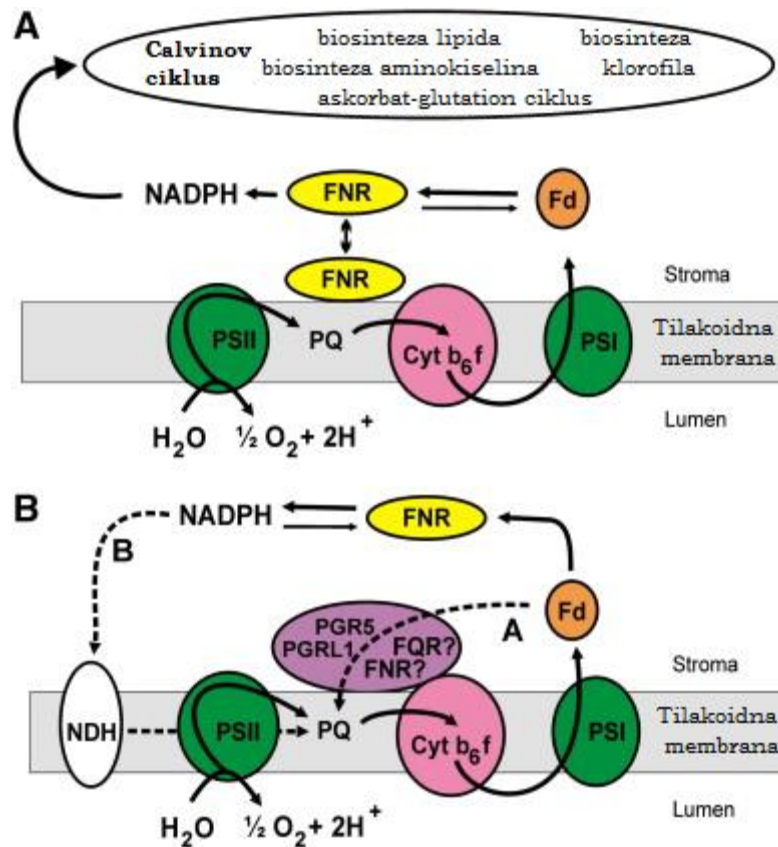 A
Calvinov ciklus
biosinteza lipida
biosinteza klorofila
biosinteza aminokiselina
askorbat-glutation ciklus
NADPH
FNR
Fd
FNR
Stroma
PSII
PQ
Cyt b₆f
PSI
Tilakoidna
membrana
H₂O
½ O₂ + 2H⁺
Lumen
B
NADPH
FNR
B
Fd
A
PGR5
PGRL1
FQR?
FNR?
Stroma
NDH
PSII
PQ
Cyt b₆f
PSI
Tilakoidna
membrana
H₂O
½ O₂ + 2H⁺
Lumen